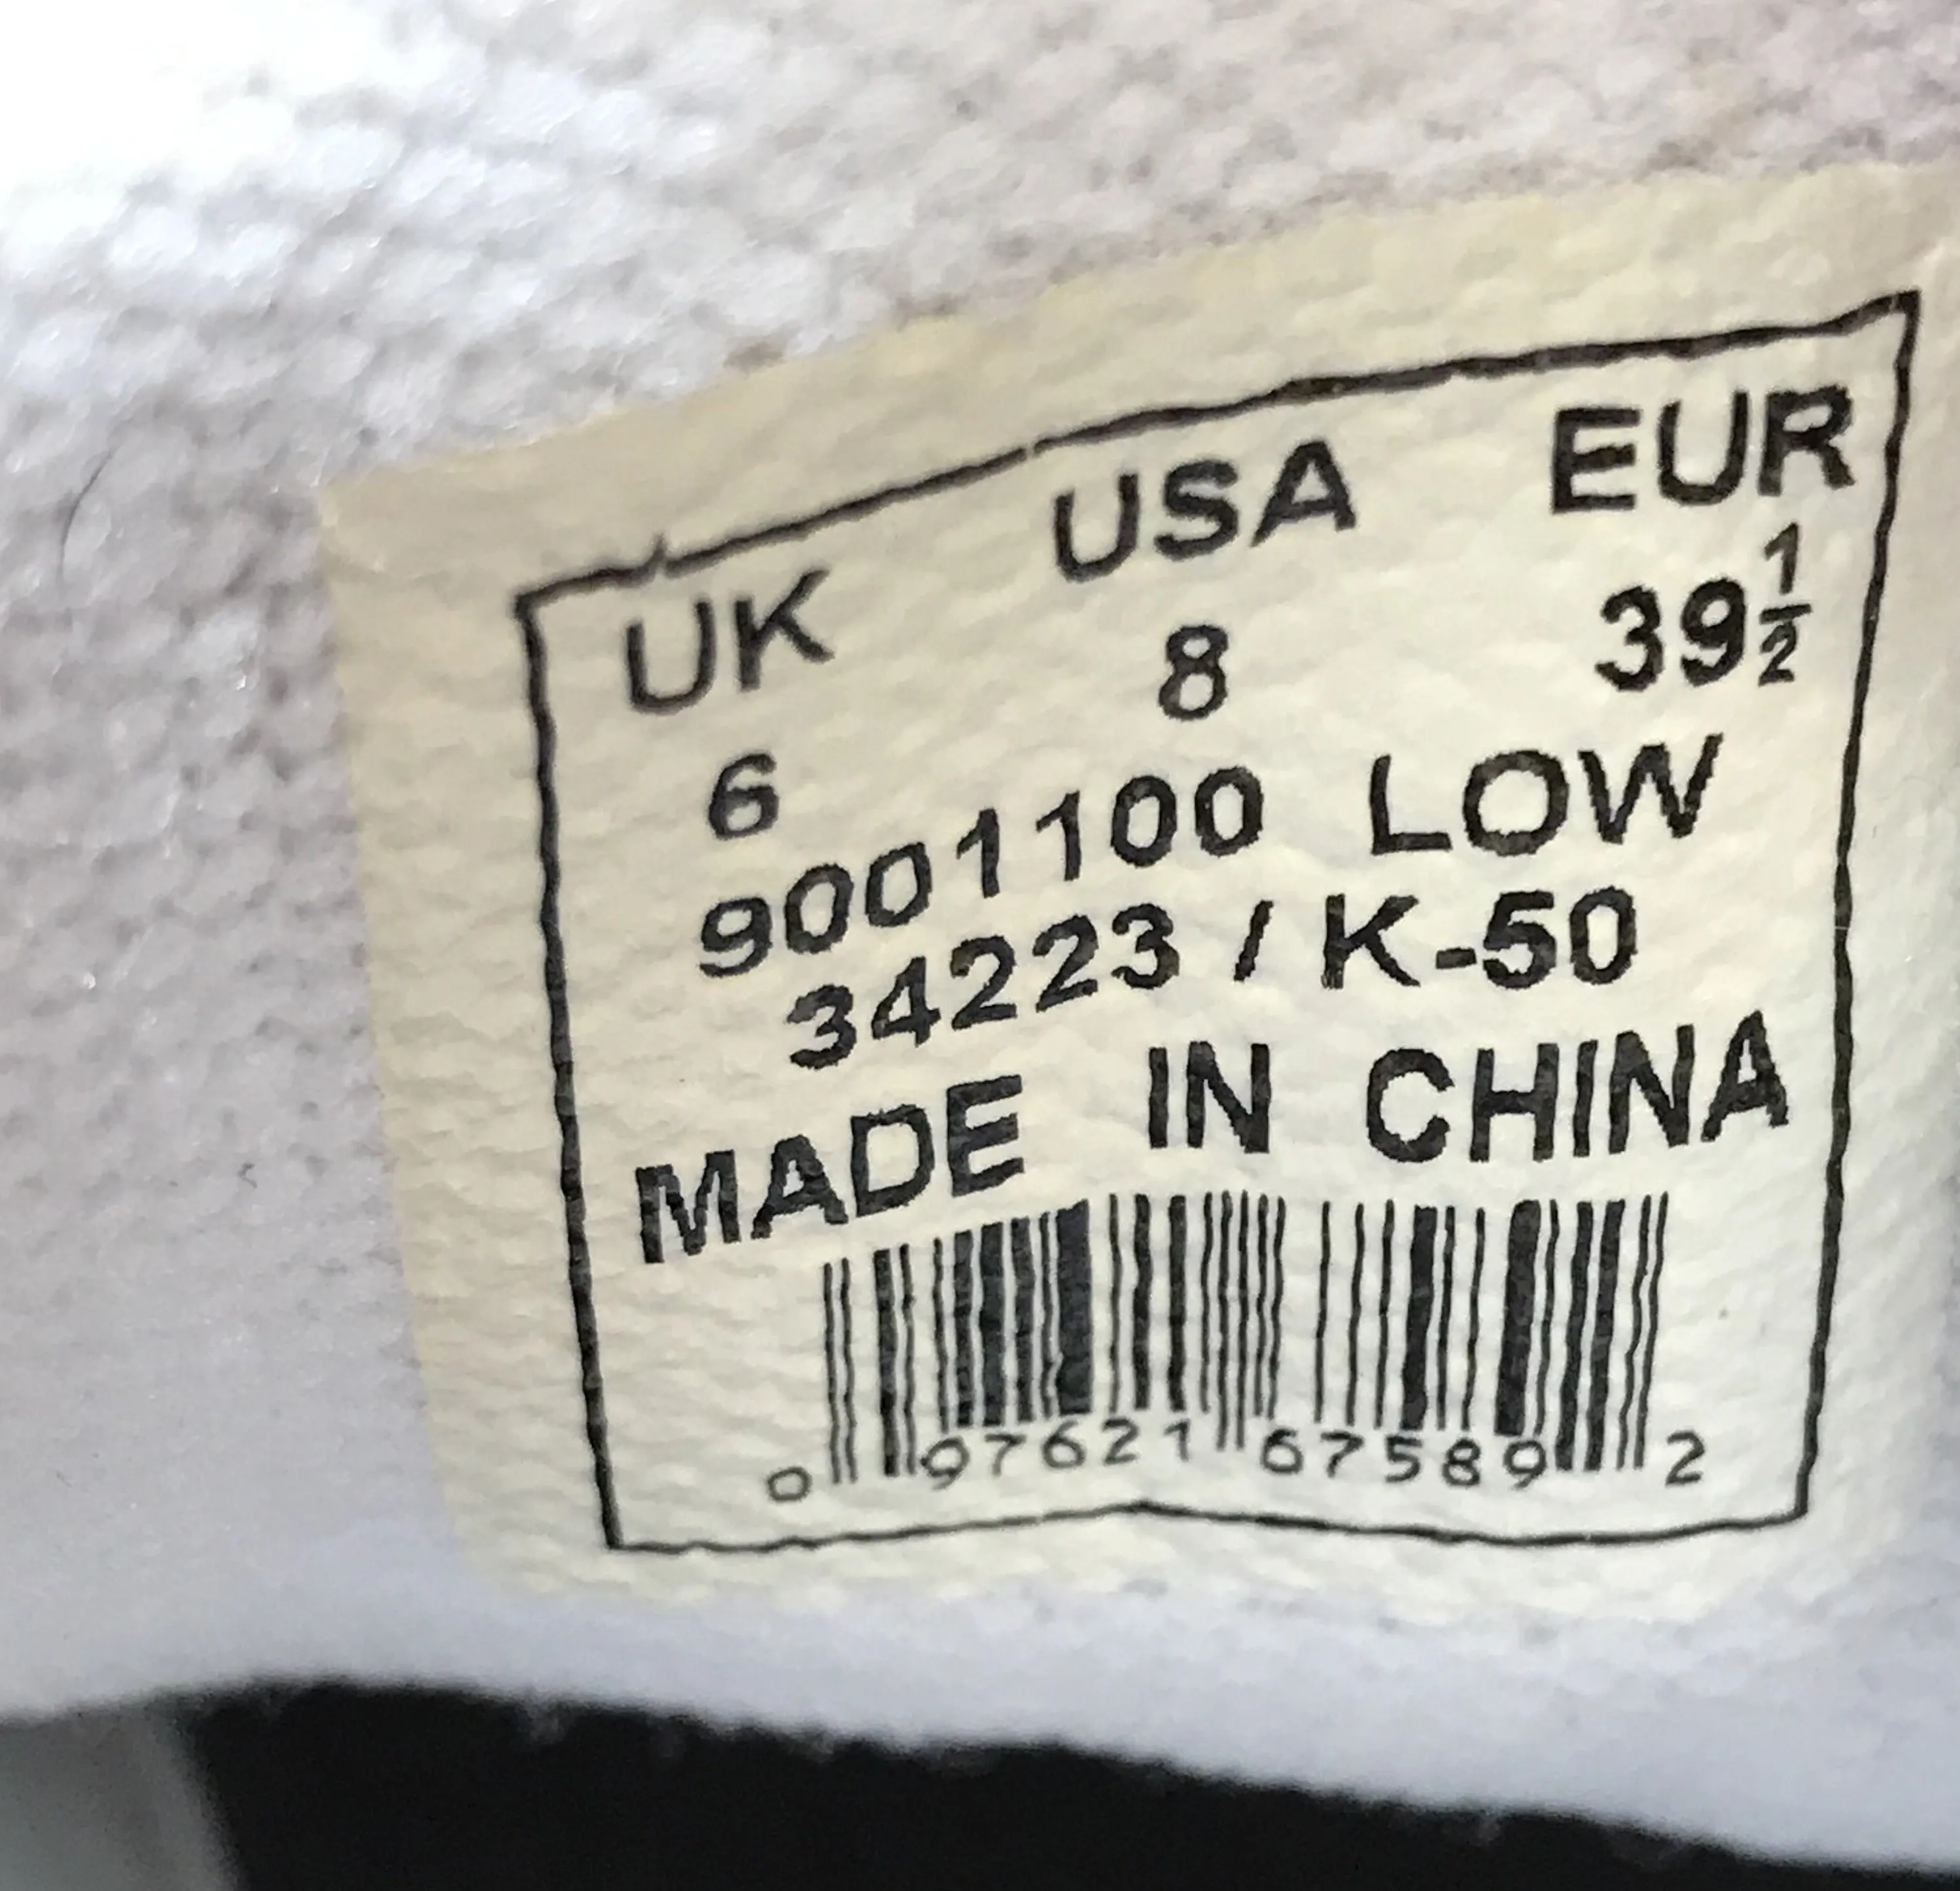 UK USA EUR
6 8 39½
9001100 LOW
34223 / K-50
MADE IN CHINA
0 97621 67589 2